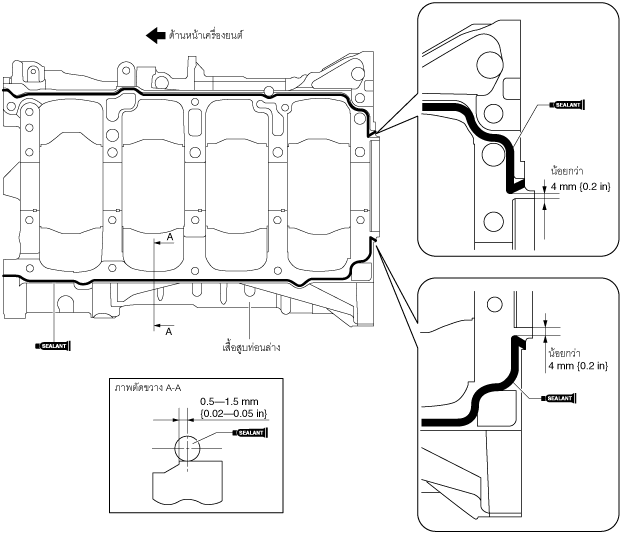 ด้านหน้าเครื่องยนต์
SEALANT
น้อยกว่า
4 mm {0.2 in}
A
A
SEALANT
เสื้อสูบท่อนล่าง
น้อยกว่า
4 mm {0.2 in}
SEALANT
ภาพตัดขวาง A-A
0.5—1.5 mm
{0.02—0.05 in}
SEALANT